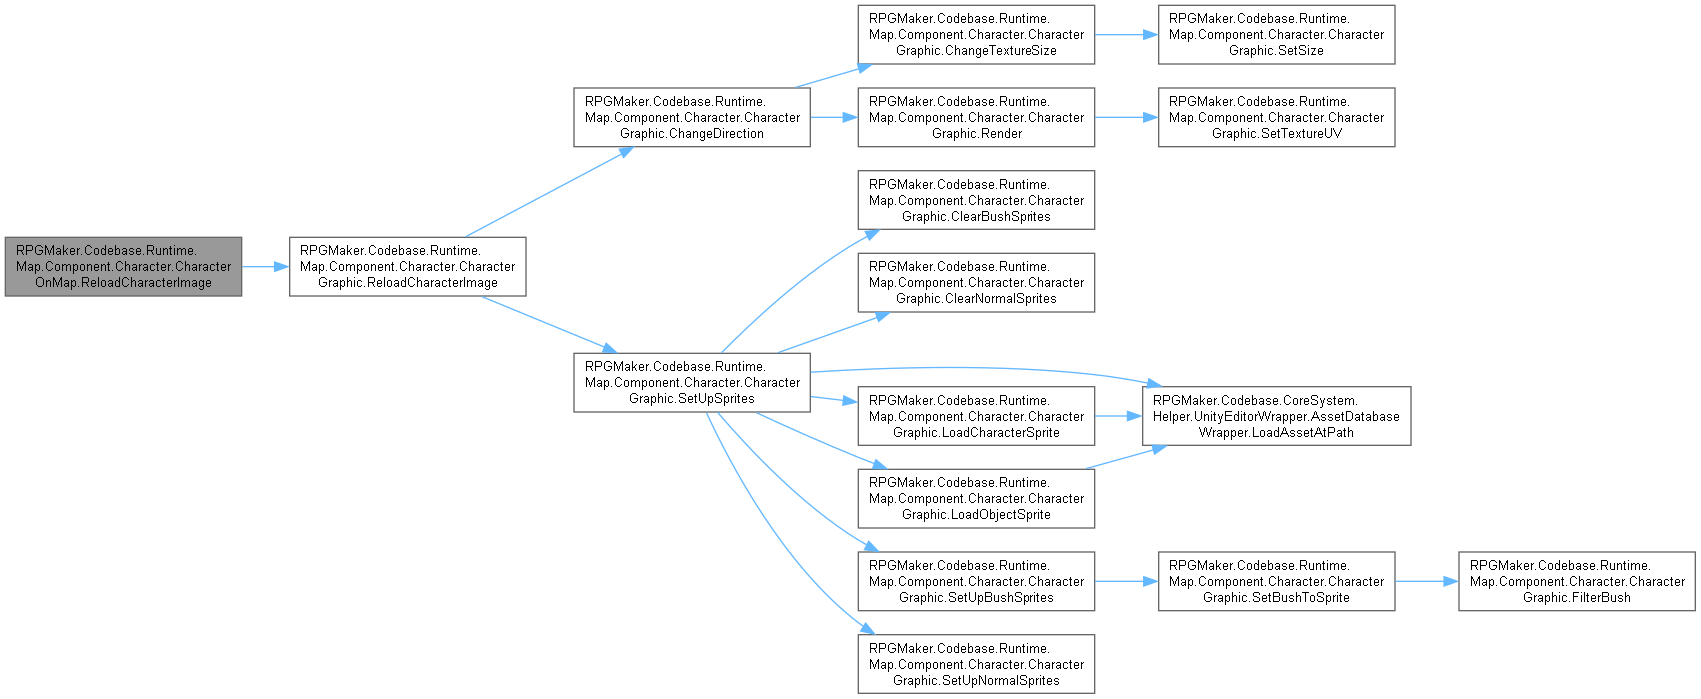 RPGMaker.Codebase.Runtime.
Map.Component.Character.Character
Graphic.ChangeTextureSize
RPGMaker.Codebase.Runtime.
Map.Component.Character.Character
Graphic.SetSize
RPGMaker.Codebase.Runtime.
Map.Component.Character.Character
Graphic.ChangeDirection
RPGMaker.Codebase.Runtime.
Map.Component.Character.Character
Graphic.Render
RPGMaker.Codebase.Runtime.
Map.Component.Character.Character
Graphic.SetTextureUV
RPGMaker.Codebase.Runtime.
Map.Component.Character.Character
Graphic.ClearBushSprites
RPGMaker.Codebase.Runtime.
Map.Component.Character.Character
OnMap.ReloadCharacterImage
RPGMaker.Codebase.Runtime.
Map.Component.Character.Character
Graphic.ReloadCharacterImage
RPGMaker.Codebase.Runtime.
Map.Component.Character.Character
Graphic.ClearNormalSprites
RPGMaker.Codebase.Runtime.
Map.Component.Character.Character
Graphic.SetUpSprites
RPGMaker.Codebase.Runtime.
Map.Component.Character.Character
Graphic.LoadCharacterSprite
RPGMaker.Codebase.CoreSystem.
Helper.UnityEditorWrapper.AssetDatabase
Wrapper.LoadAssetAtPath
RPGMaker.Codebase.Runtime.
Map.Component.Character.Character
Graphic.LoadObjectSprite
RPGMaker.Codebase.Runtime.
Map.Component.Character.Character
Graphic.SetUpBushSprites
RPGMaker.Codebase.Runtime.
Map.Component.Character.Character
Graphic.SetBushToSprite
RPGMaker.Codebase.Runtime.
Map.Component.Character.Character
Graphic.FilterBush
RPGMaker.Codebase.Runtime.
Map.Component.Character.Character
Graphic.SetUpNormalSprites